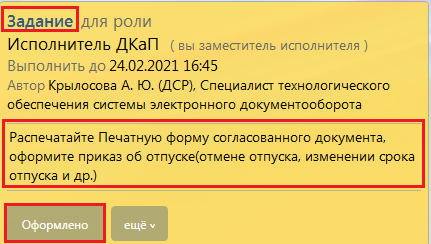 Задание для роли
Исполнитель ДКаП ( вы заместитель исполнителя )
Выполнить до 24.02.2021 16:45
Автор Крылосова А. Ю. (ДСР), Специалист технологического
обеспечения системы электронного документооборота
Распечатайте Печатную форму согласованного документа,
оформите приказ об отпуске(отмене отпуска, изменении срока
отпуска и др.)
Оформлено ещё v